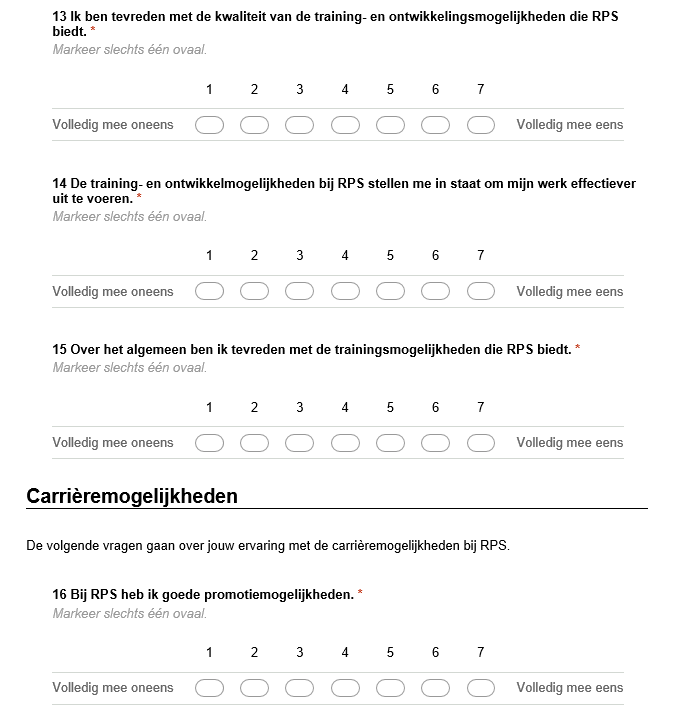 13 Ik ben tevreden met de kwaliteit van de training- en ontwikkelingsmogelijkheden die RPS
biedt. *
Markeer slechts één ovaal.
1 2 3 4 5 6 7
Volledig mee oneens Volledig mee eens
14 De training- en ontwikkelmogelijkheden bij RPS stellen me in staat om mijn werk effectiever
uit te voeren. *
Markeer slechts één ovaal.
1 2 3 4 5 6 7
Volledig mee oneens Volledig mee eens
15 Over het algemeen ben ik tevreden met de trainingsmogelijkheden die RPS biedt. *
Markeer slechts één ovaal.
1 2 3 4 5 6 7
Volledig mee oneens Volledig mee eens
Carrièremogelijkheden
De volgende vragen gaan over jouw ervaring met de carrièremogelijkheden bij RPS.
16 Bij RPS heb ik goede promotiemogelijkheden. *
Markeer slechts één ovaal.
1 2 3 4 5 6 7
Volledig mee oneens Volledig mee eens